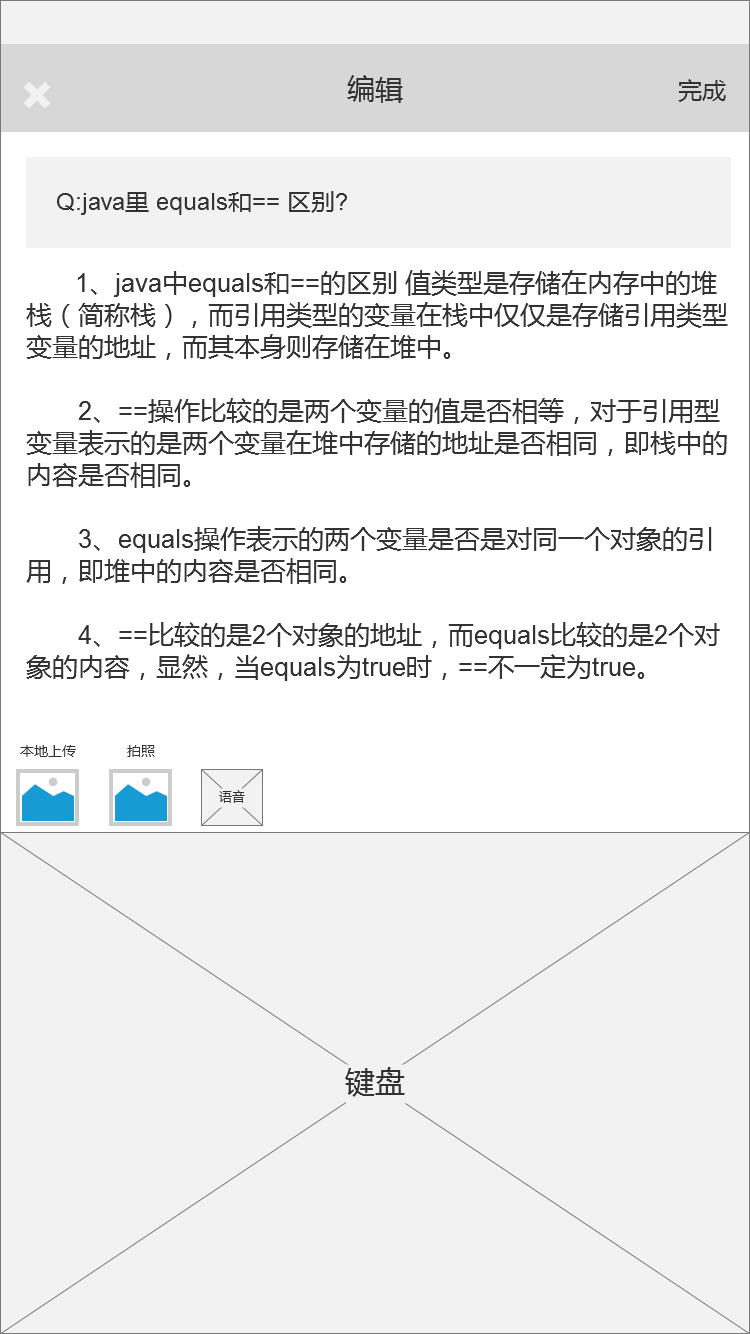 编辑
完成
Q:java里 equals和== 区别?
1、java中equals和==的区别 值类型是存储在内存中的堆
栈（简称栈），而引用类型的变量在栈中仅仅是存储引用类型
变量的地址，而其本身则存储在堆中。
2、==操作比较的是两个变量的值是否相等，对于引用型
变量表示的是两个变量在堆中存储的地址是否相同，即栈中的
内容是否相同。
3、equals操作表示的两个变量是否是对同一个对象的引
用，即堆中的内容是否相同。
4、==比较的是2个对象的地址，而equals比较的是2个对
象的内容，显然，当equals为true时，==不一定为true。
本地上传
拍照
语音
键盘